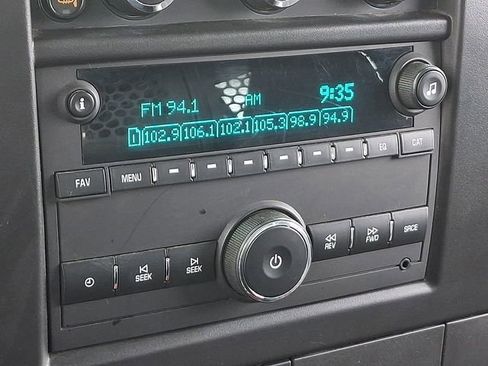 FM 94.1 AM 9:35
1 102.9 106.1 102.1 105.3 98.9 94.9
FAV MENU EQ CAT
SEEK SEEK REV FWD SRCE